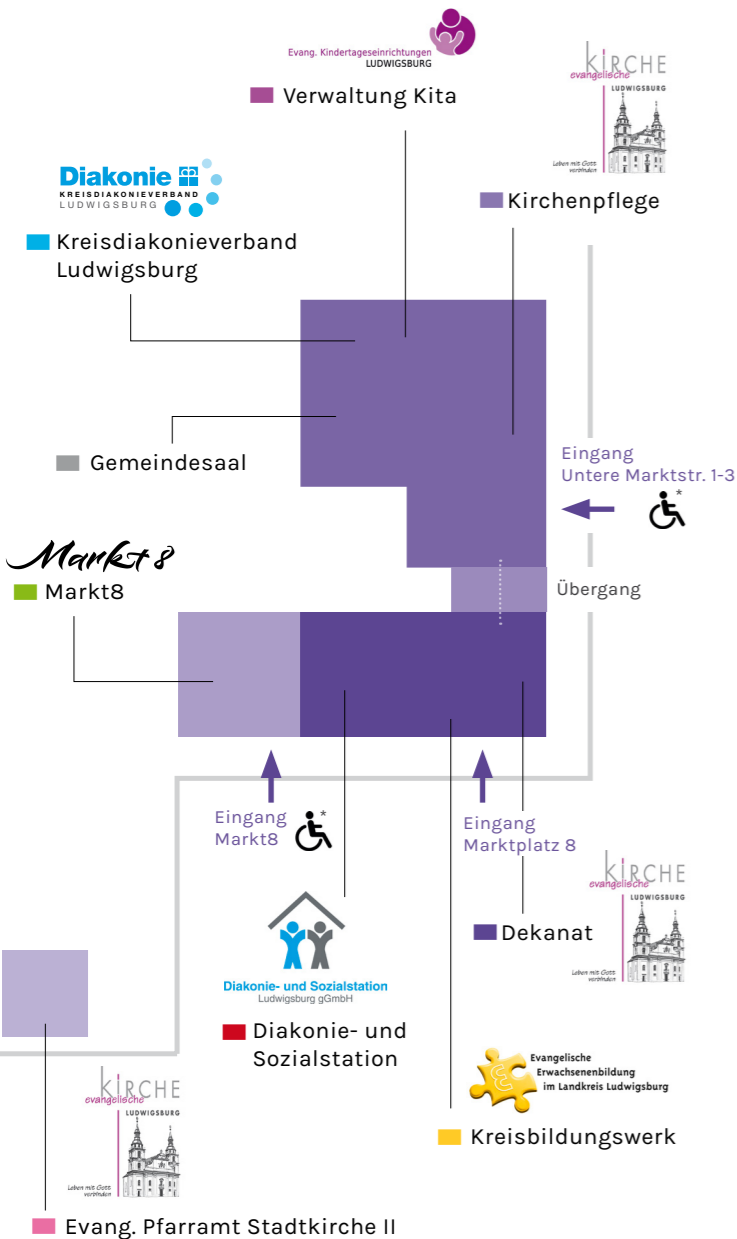 Evang. Kindertageseinrichtungen
LUDWIGSBURG
Verwaltung Kita
KiRCHE
evangelische
LUDWIGSBURG
Leben mit Gott
verbinden
Kirchenpflege
Diakonie
KREISDIAKONIEVERBAND
LUDWIGSBURG
Kreisdiakonieverband
Ludwigsburg
Gemeindesaal
Eingang
Untere Marktstr. 1-3
*
Markt 8
Markt8
Übergang
Eingang
Markt8
*
Eingang
Marktplatz 8
KiRCHE
evangelische
LUDWIGSBURG
Leben mit Gott
verbinden
Dekanat
Diakonie- und Sozialstation
Ludwigsburg gGmbH
Diakonie- und
Sozialstation
Evangelische
Erwachsenenbildung
im Landkreis Ludwigsburg
Kreisbildungswerk
KiRCHE
evangelische
LUDWIGSBURG
Leben mit Gott
verbinden
Evang. Pfarramt Stadtkirche II